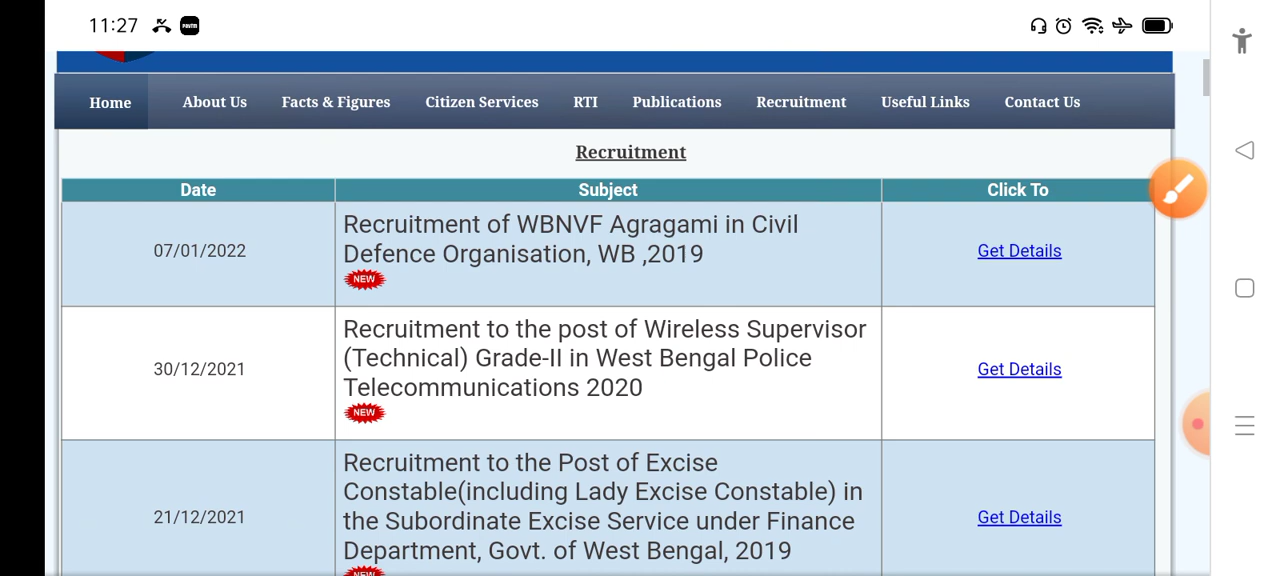 11:27 Paytm
Home About Us Facts & Figures Citizen Services RTI Publications Recruitment Useful Links Contact Us
Recruitment
Date Subject Click To
07/01/2022
Recruitment of WBNVF Agragami in Civil
Defence Organisation, WB ,2019
NEW
Get Details
30/12/2021
Recruitment to the post of Wireless Supervisor
(Technical) Grade-II in West Bengal Police
Telecommunications 2020
NEW
Get Details
21/12/2021
Recruitment to the Post of Excise
Constable(including Lady Excise Constable) in
the Subordinate Excise Service under Finance
Department, Govt. of West Bengal, 2019
NEW
Get Details